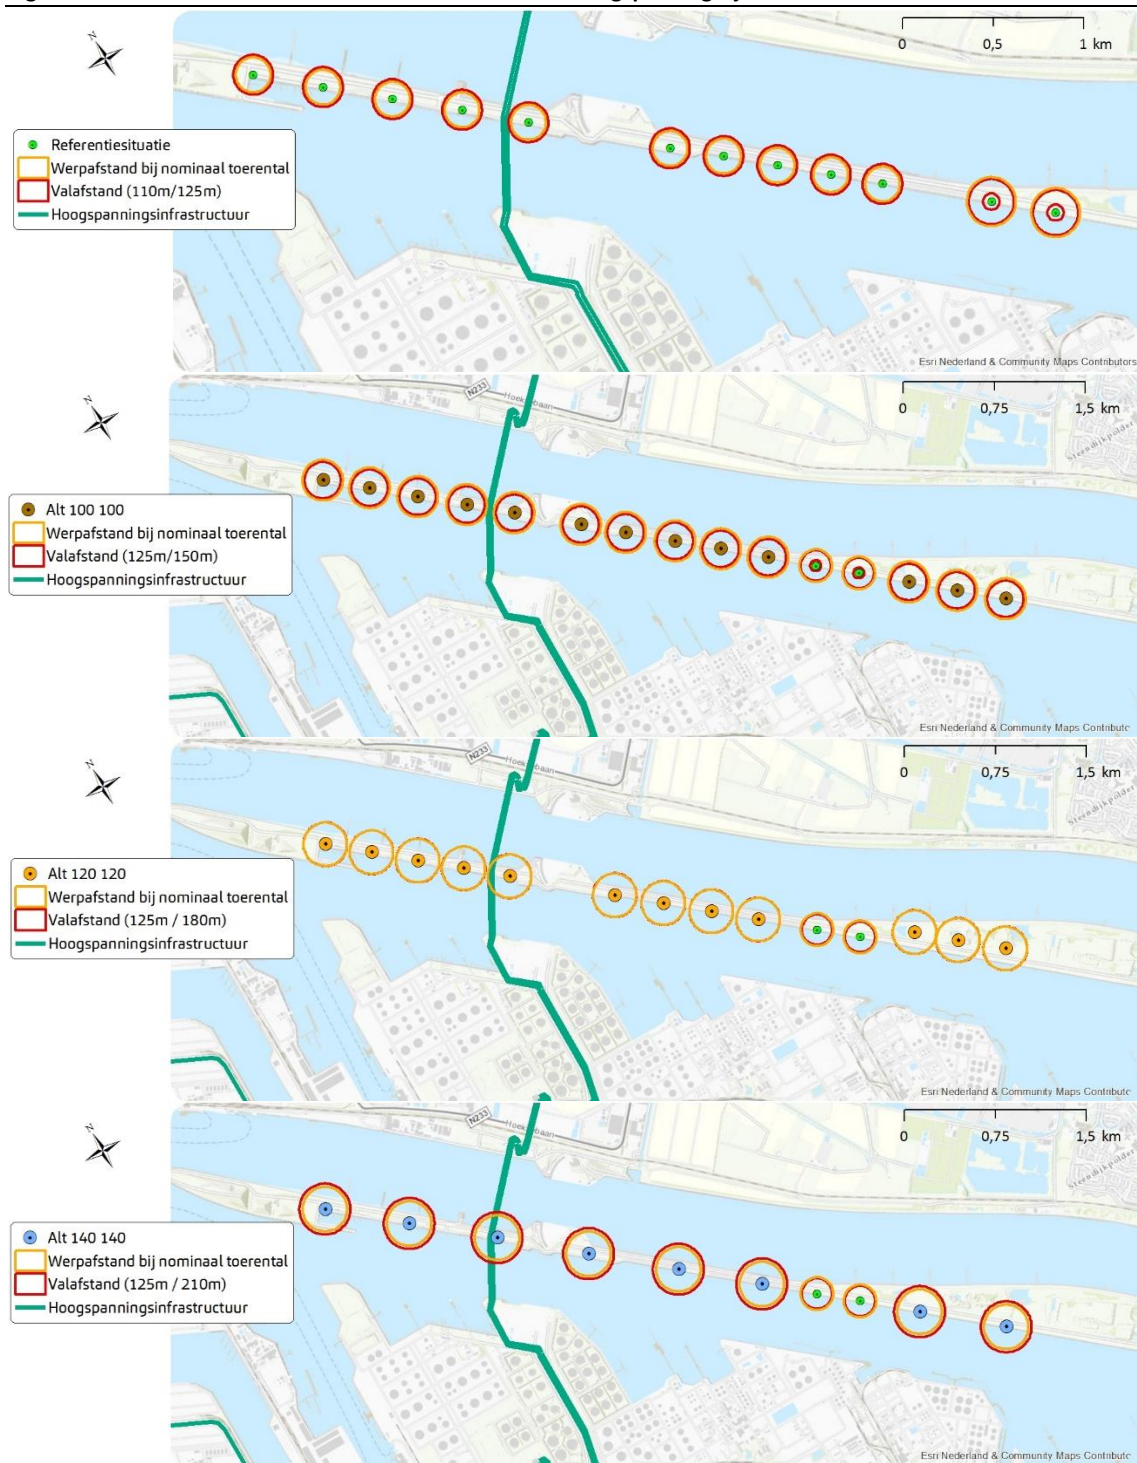 N
0 0,5 1 km
Referentiesituatie
Werpafstand bij nominaal toerental
Valafstand (110m/125m)
Hoogspanningsinfrastructuur
Esri Nederland & Community Maps Contributors
N
N233
0 0,75 1,5 km
Alt 100 100
Werpafstand bij nominaal toerental
Valafstand (125m/150m)
Hoogspanningsinfrastructuur
Esri Nederland & Community Maps Contribute
N
N233
0 0,75 1,5 km
Alt 120 120
Werpafstand bij nominaal toerental
Valafstand (125m / 180m)
Hoogspanningsinfrastructuur
Esri Nederland & Community Maps Contributc
N
N233
0 0,75 1,5 km
Alt 140 140
Werpafstand bij nominaal toerental
Valafstand (125m / 210m)
Hoogspanningsinfrastructuur
Esri Nederland & Community Maps Contributc